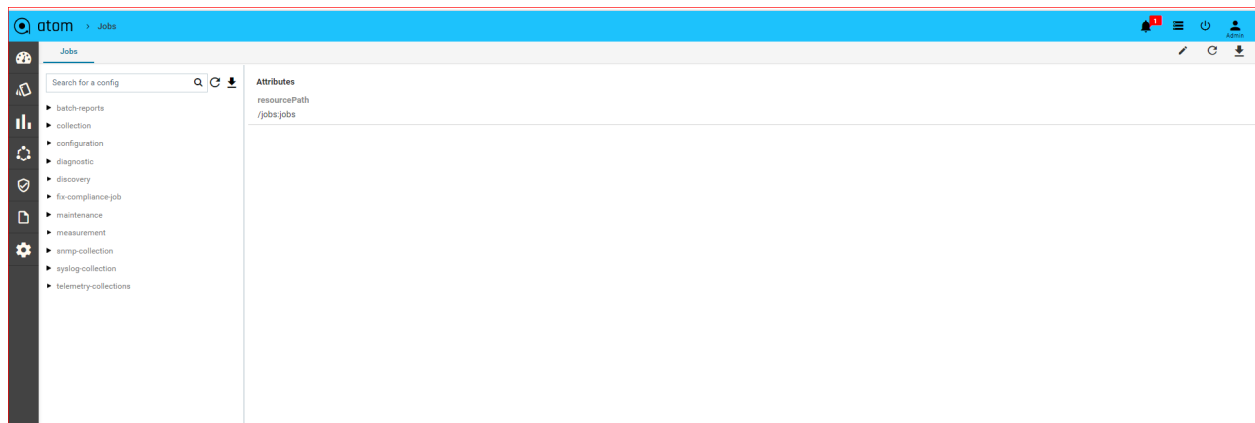 atom > Jobs
1
Admin
Jobs
Search for a config
batch-reports
collection
configuration
diagnostic
discovery
fix-compliance-job
maintenance
measurement
snmp-collection
syslog-collection
telemetry-collections
Attributes
resourcePath
/jobs:jobs